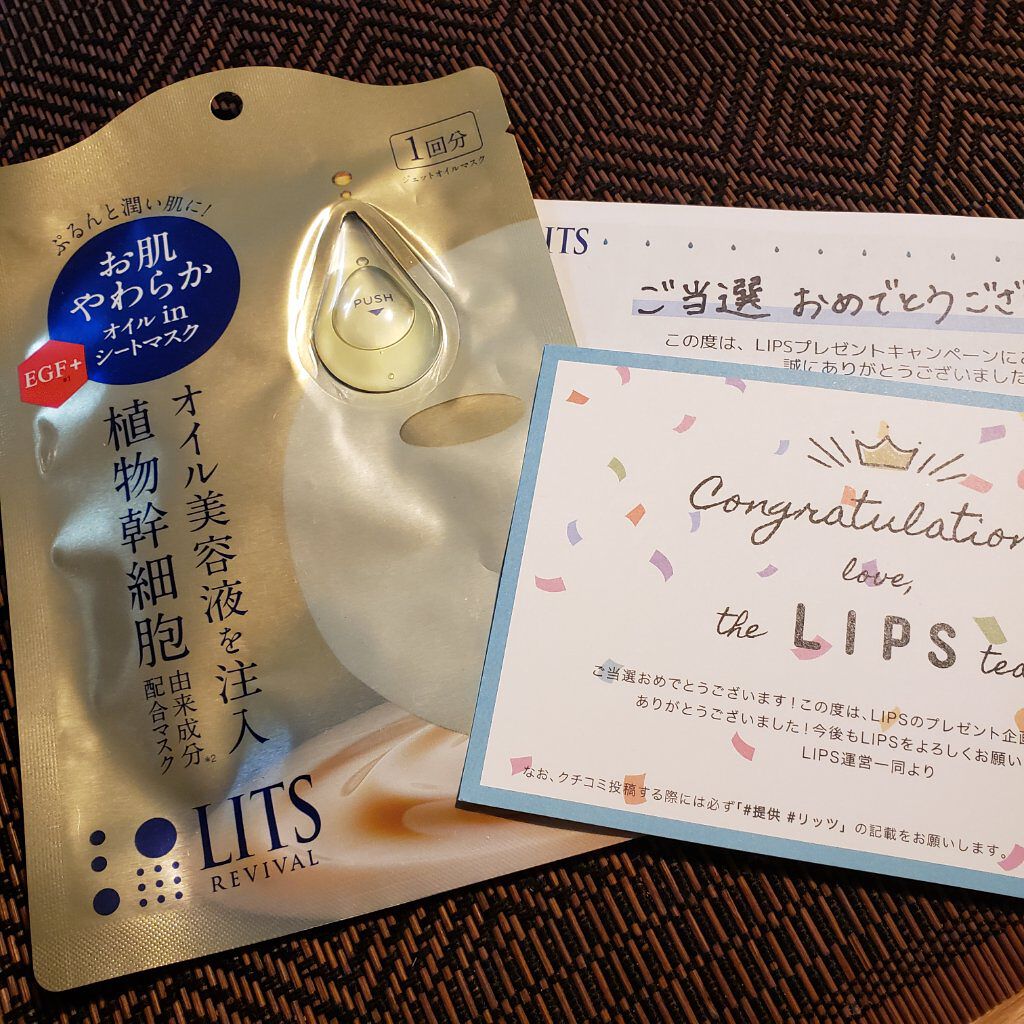 1回分
ジェットオイルマスク
ぷるんと潤い肌に!
お肌
やわらか
オイル in
シートマスク
EGF+
※1
PUSH
オイル美容液を注入
植物幹細胞
由来成分※2
配合マスク
LITS
REVIVAL
LITS
ご当選 おめでとうござ
この度は、LIPSプレゼントキャンペーンにご
誠にありがとうございました
Congratulation
love,
the LIPS tea
ご当選おめでとうございます!この度は、LIPSのプレゼント企画
ありがとうございました!今後もLIPSをよろしくお願い
LIPS運営一同より
なお、クチコミ投稿する際には必ず「#提供 #リッツ」の記載をお願いします。